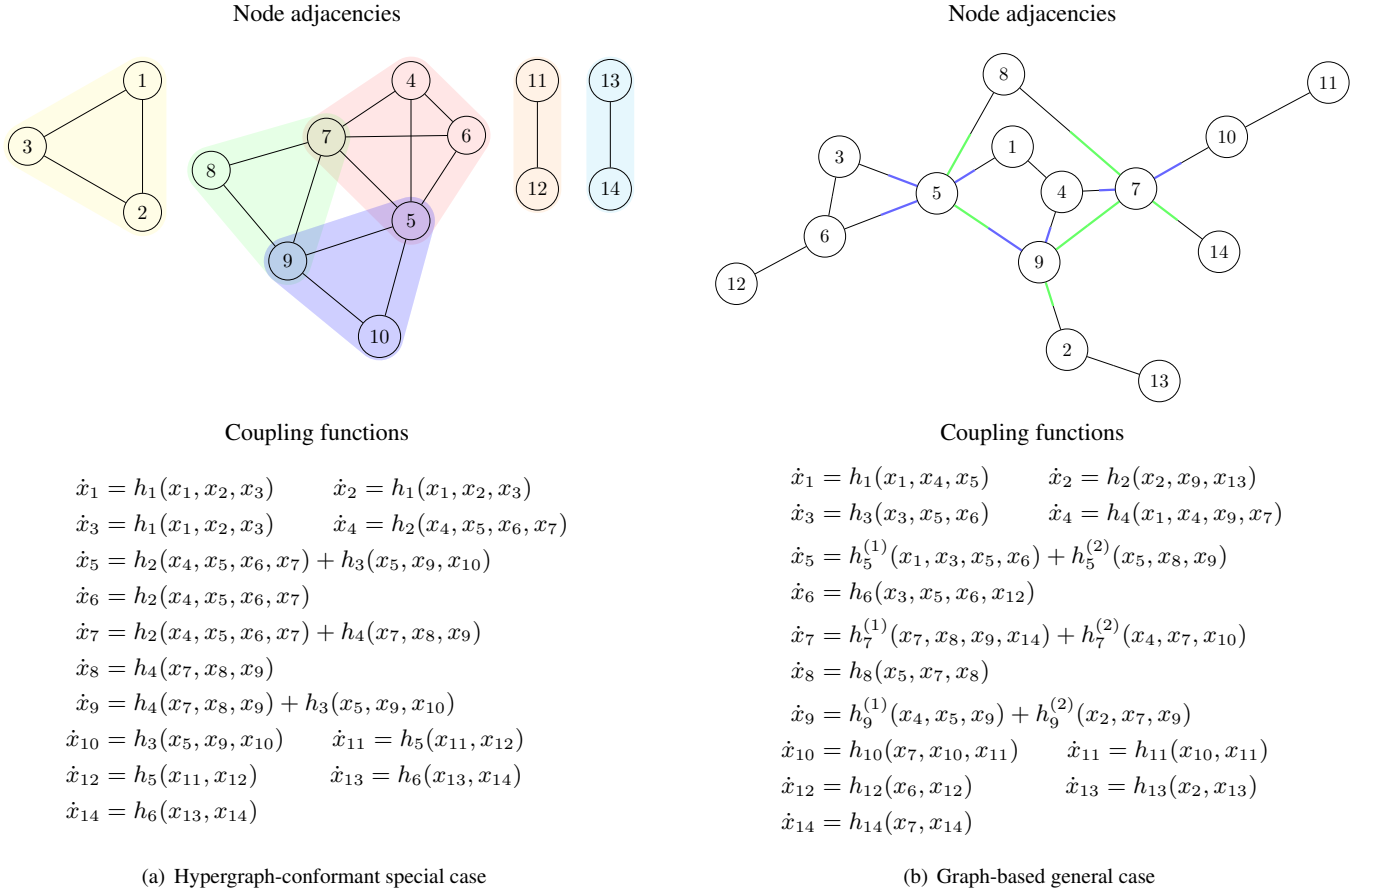 Node adjacencies
1
3
2
4
7
6
8
5
9
10
11
12
13
14
Coupling functions
ẋ₁ = h₁(x₁, x₂, x₃) ẋ₂ = h₁(x₁, x₂, x₃)
ẋ₃ = h₁(x₁, x₂, x₃) ẋ₄ = h₂(x₄, x₅, x₆, x₇)
ẋ₅ = h₂(x₄, x₅, x₆, x₇) + h₃(x₅, x₉, x₁₀)
ẋ₆ = h₂(x₄, x₅, x₆, x₇)
ẋ₇ = h₂(x₄, x₅, x₆, x₇) + h₄(x₇, x₈, x₉)
ẋ₈ = h₄(x₇, x₈, x₉)
ẋ₉ = h₄(x₇, x₈, x₉) + h₃(x₅, x₉, x₁₀)
ẋ₁₀ = h₃(x₅, x₉, x₁₀) ẋ₁₁ = h₅(x₁₁, x₁₂)
ẋ₁₂ = h₅(x₁₁, x₁₂) ẋ₁₃ = h₆(x₁₃, x₁₄)
ẋ₁₄ = h₆(x₁₃, x₁₄)
(a) Hypergraph-conformant special case
Node adjacencies
8
11
10
1
3
4
7
5
6
14
9
12
2
13
Coupling functions
ẋ₁ = h₁(x₁, x₄, x₅) ẋ₂ = h₂(x₂, x₉, x₁₃)
ẋ₃ = h₃(x₃, x₅, x₆) ẋ₄ = h₄(x₁, x₄, x₉, x₇)
ẋ₅ = h₅⁽¹⁾(x₁, x₃, x₅, x₆) + h₅⁽²⁾(x₅, x₈, x₉)
ẋ₆ = h₆(x₃, x₅, x₆, x₁₂)
ẋ₇ = h₇⁽¹⁾(x₇, x₈, x₉, x₁₄) + h₇⁽²⁾(x₄, x₇, x₁₀)
ẋ₈ = h₈(x₅, x₇, x₈)
ẋ₉ = h₉⁽¹⁾(x₄, x₅, x₉) + h₉⁽²⁾(x₂, x₇, x₉)
ẋ₁₀ = h₁₀(x₇, x₁₀, x₁₁) ẋ₁₁ = h₁₁(x₁₀, x₁₁)
ẋ₁₂ = h₁₂(x₆, x₁₂) ẋ₁₃ = h₁₃(x₂, x₁₃)
ẋ₁₄ = h₁₄(x₇, x₁₄)
(b) Graph-based general case